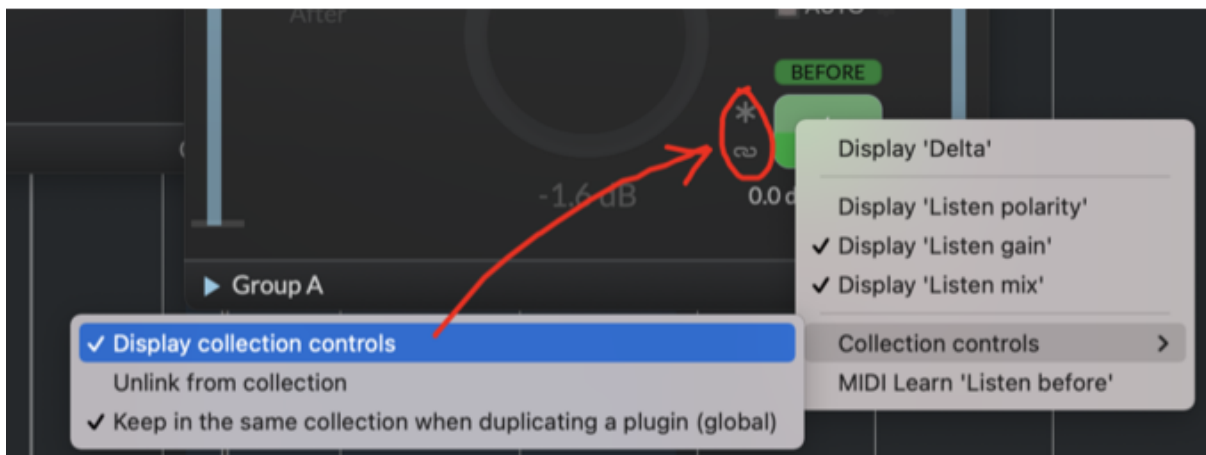 After
AUTO
BEFORE
Display 'Delta'
-1.6 dB
0.0 d
Display 'Listen polarity'
✓ Display 'Listen gain'
Group A
✓ Display 'Listen mix'
✓ Display collection controls
Collection controls >
Unlink from collection
MIDI Learn 'Listen before'
✓ Keep in the same collection when duplicating a plugin (global)